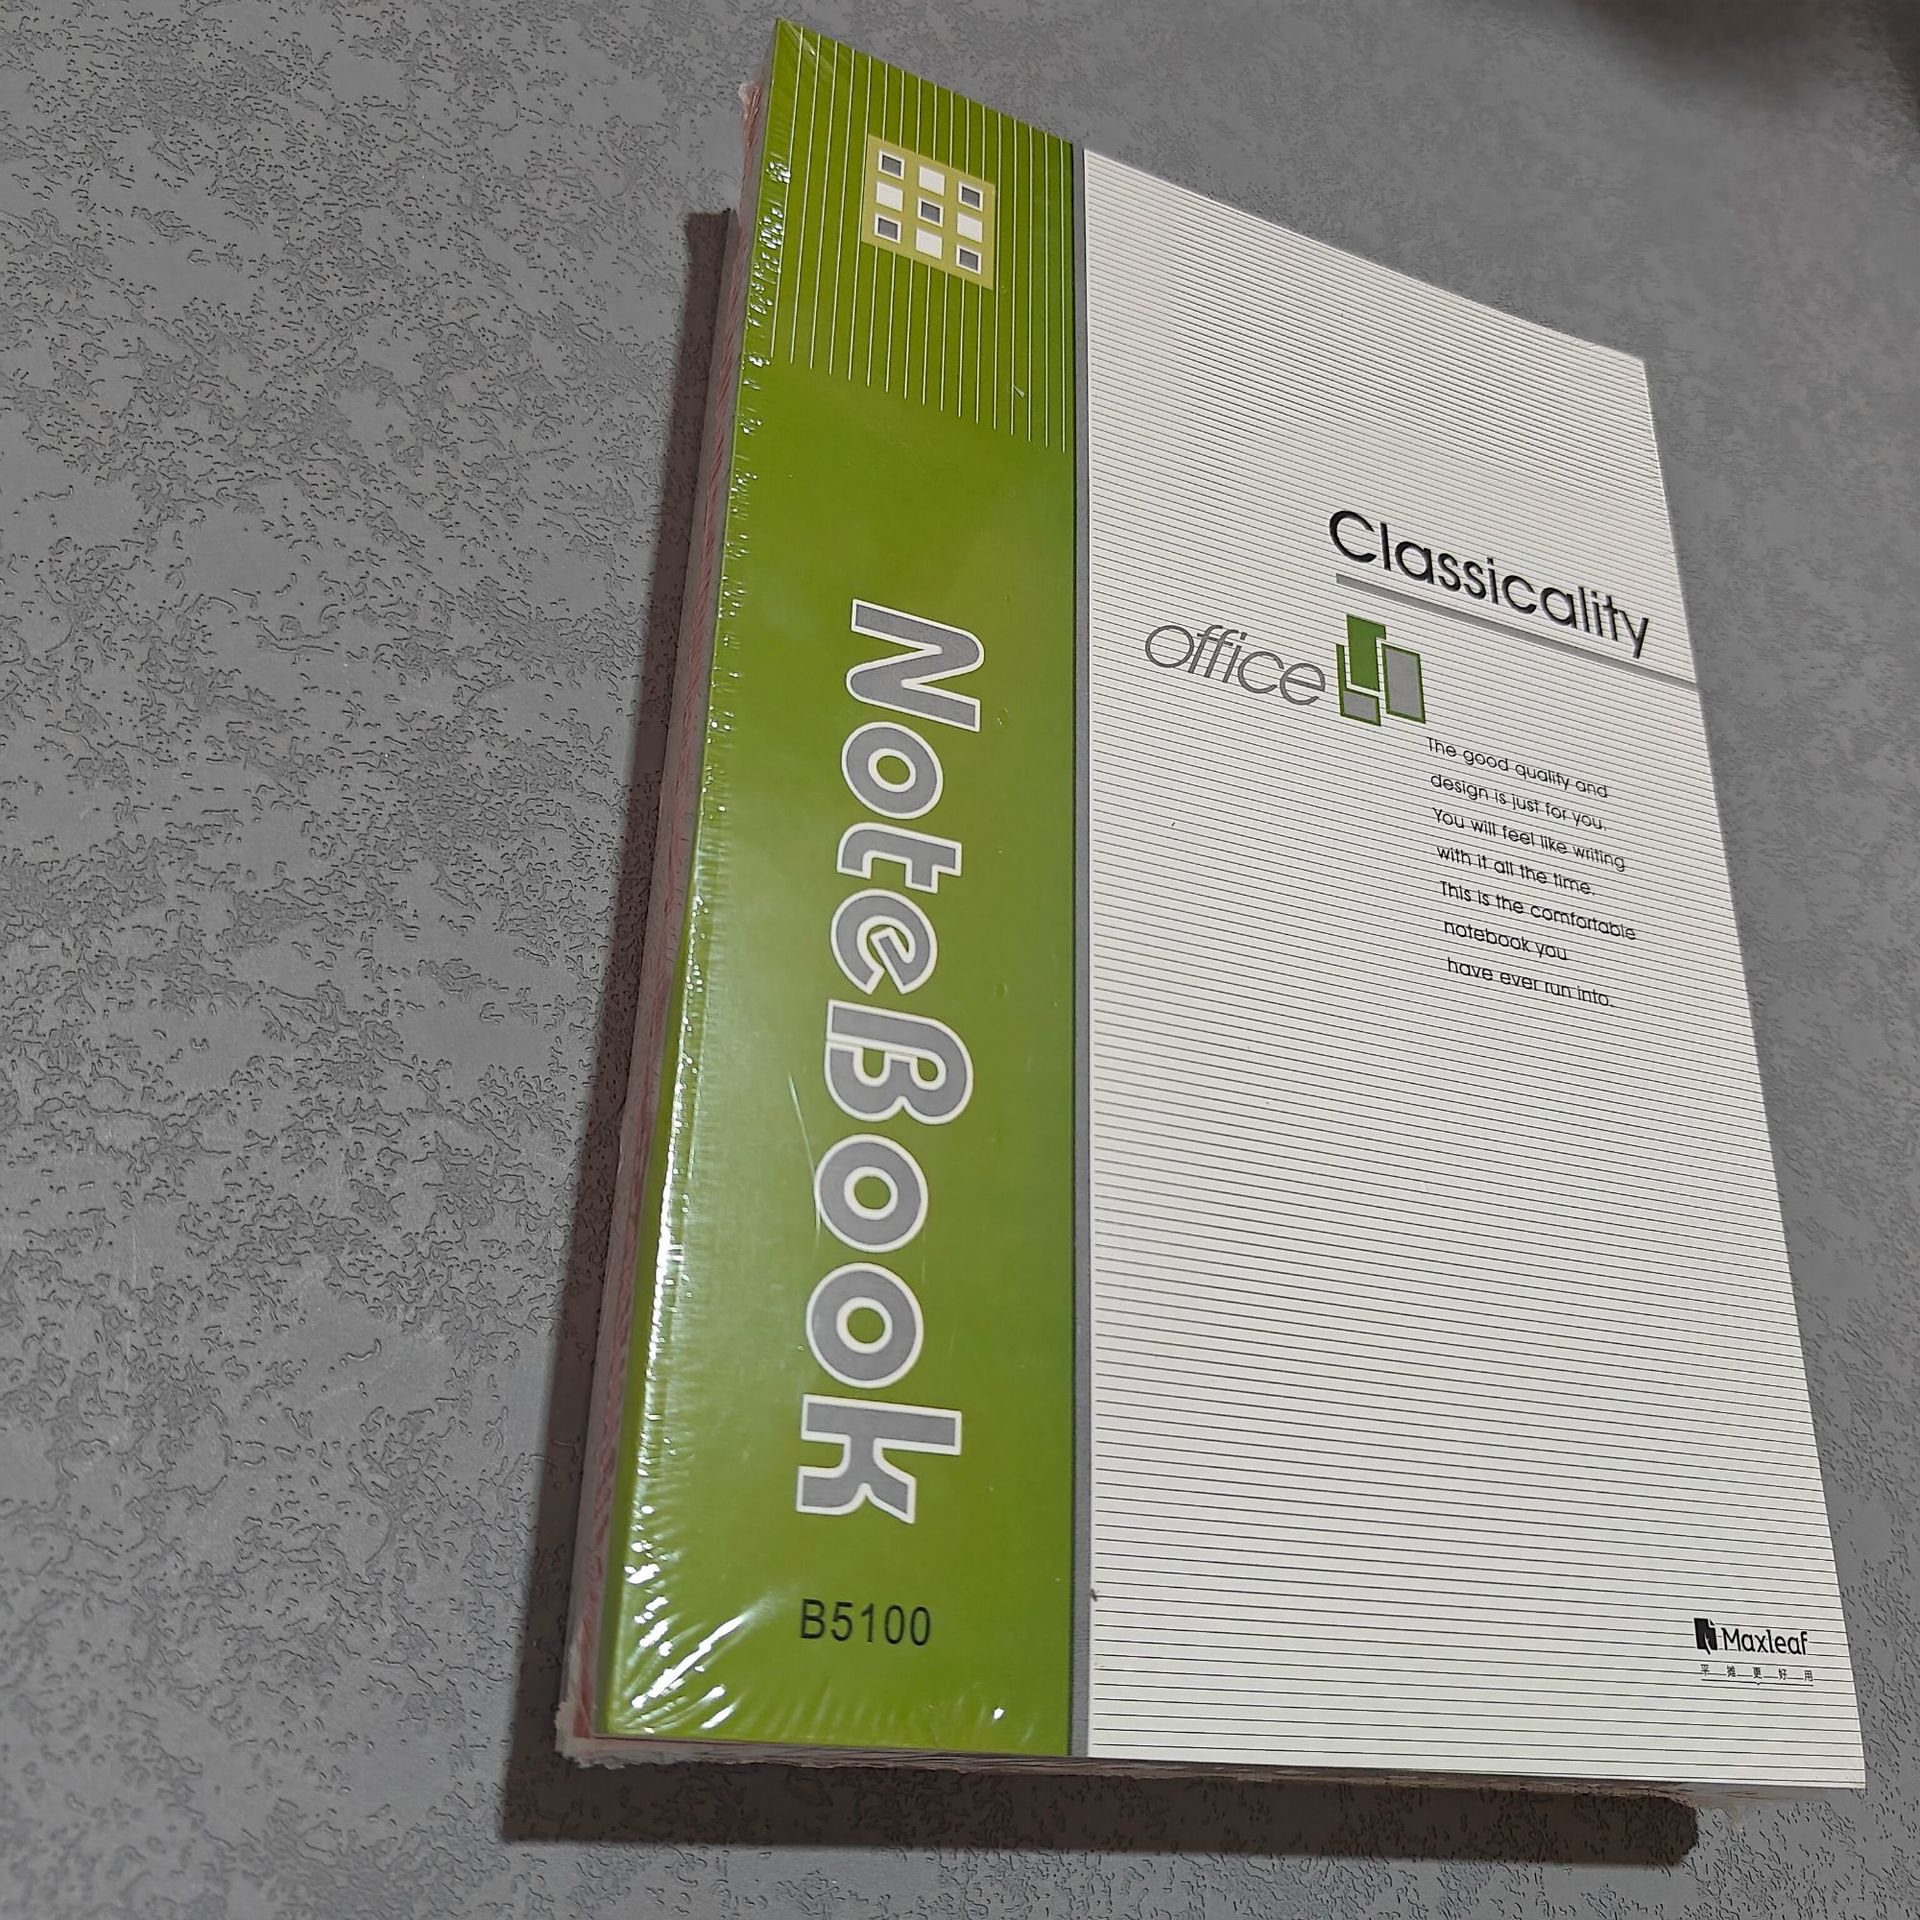 NoteBook
B5100
Classicality
office
The good quality and
design is just for you.
You will feel like writing
with it all the time.
This is the comfortable
notebook you
have ever run into.
Maxleaf
平摊更好用